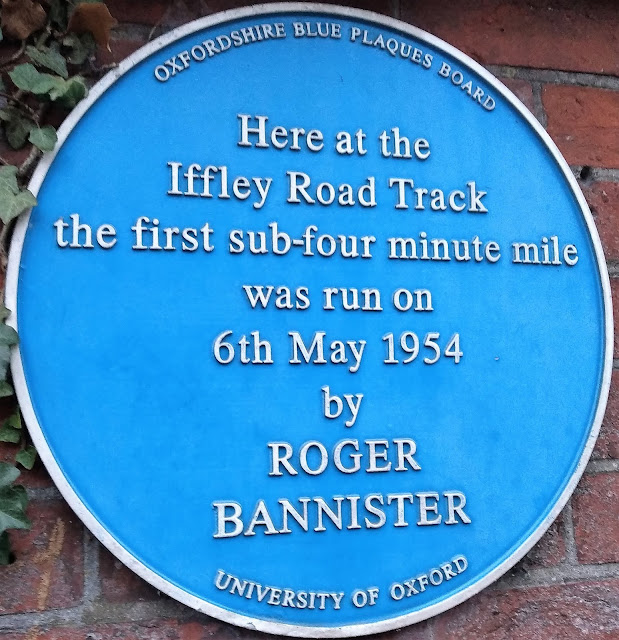 OXFORDSHIRE BLUE PLAQUES BOARD
Here at the
Iffley Road Track
the first sub-four minute mile
was run on
6th May 1954
by
ROGER
BANNISTER
UNIVERSITY OF OXFORD